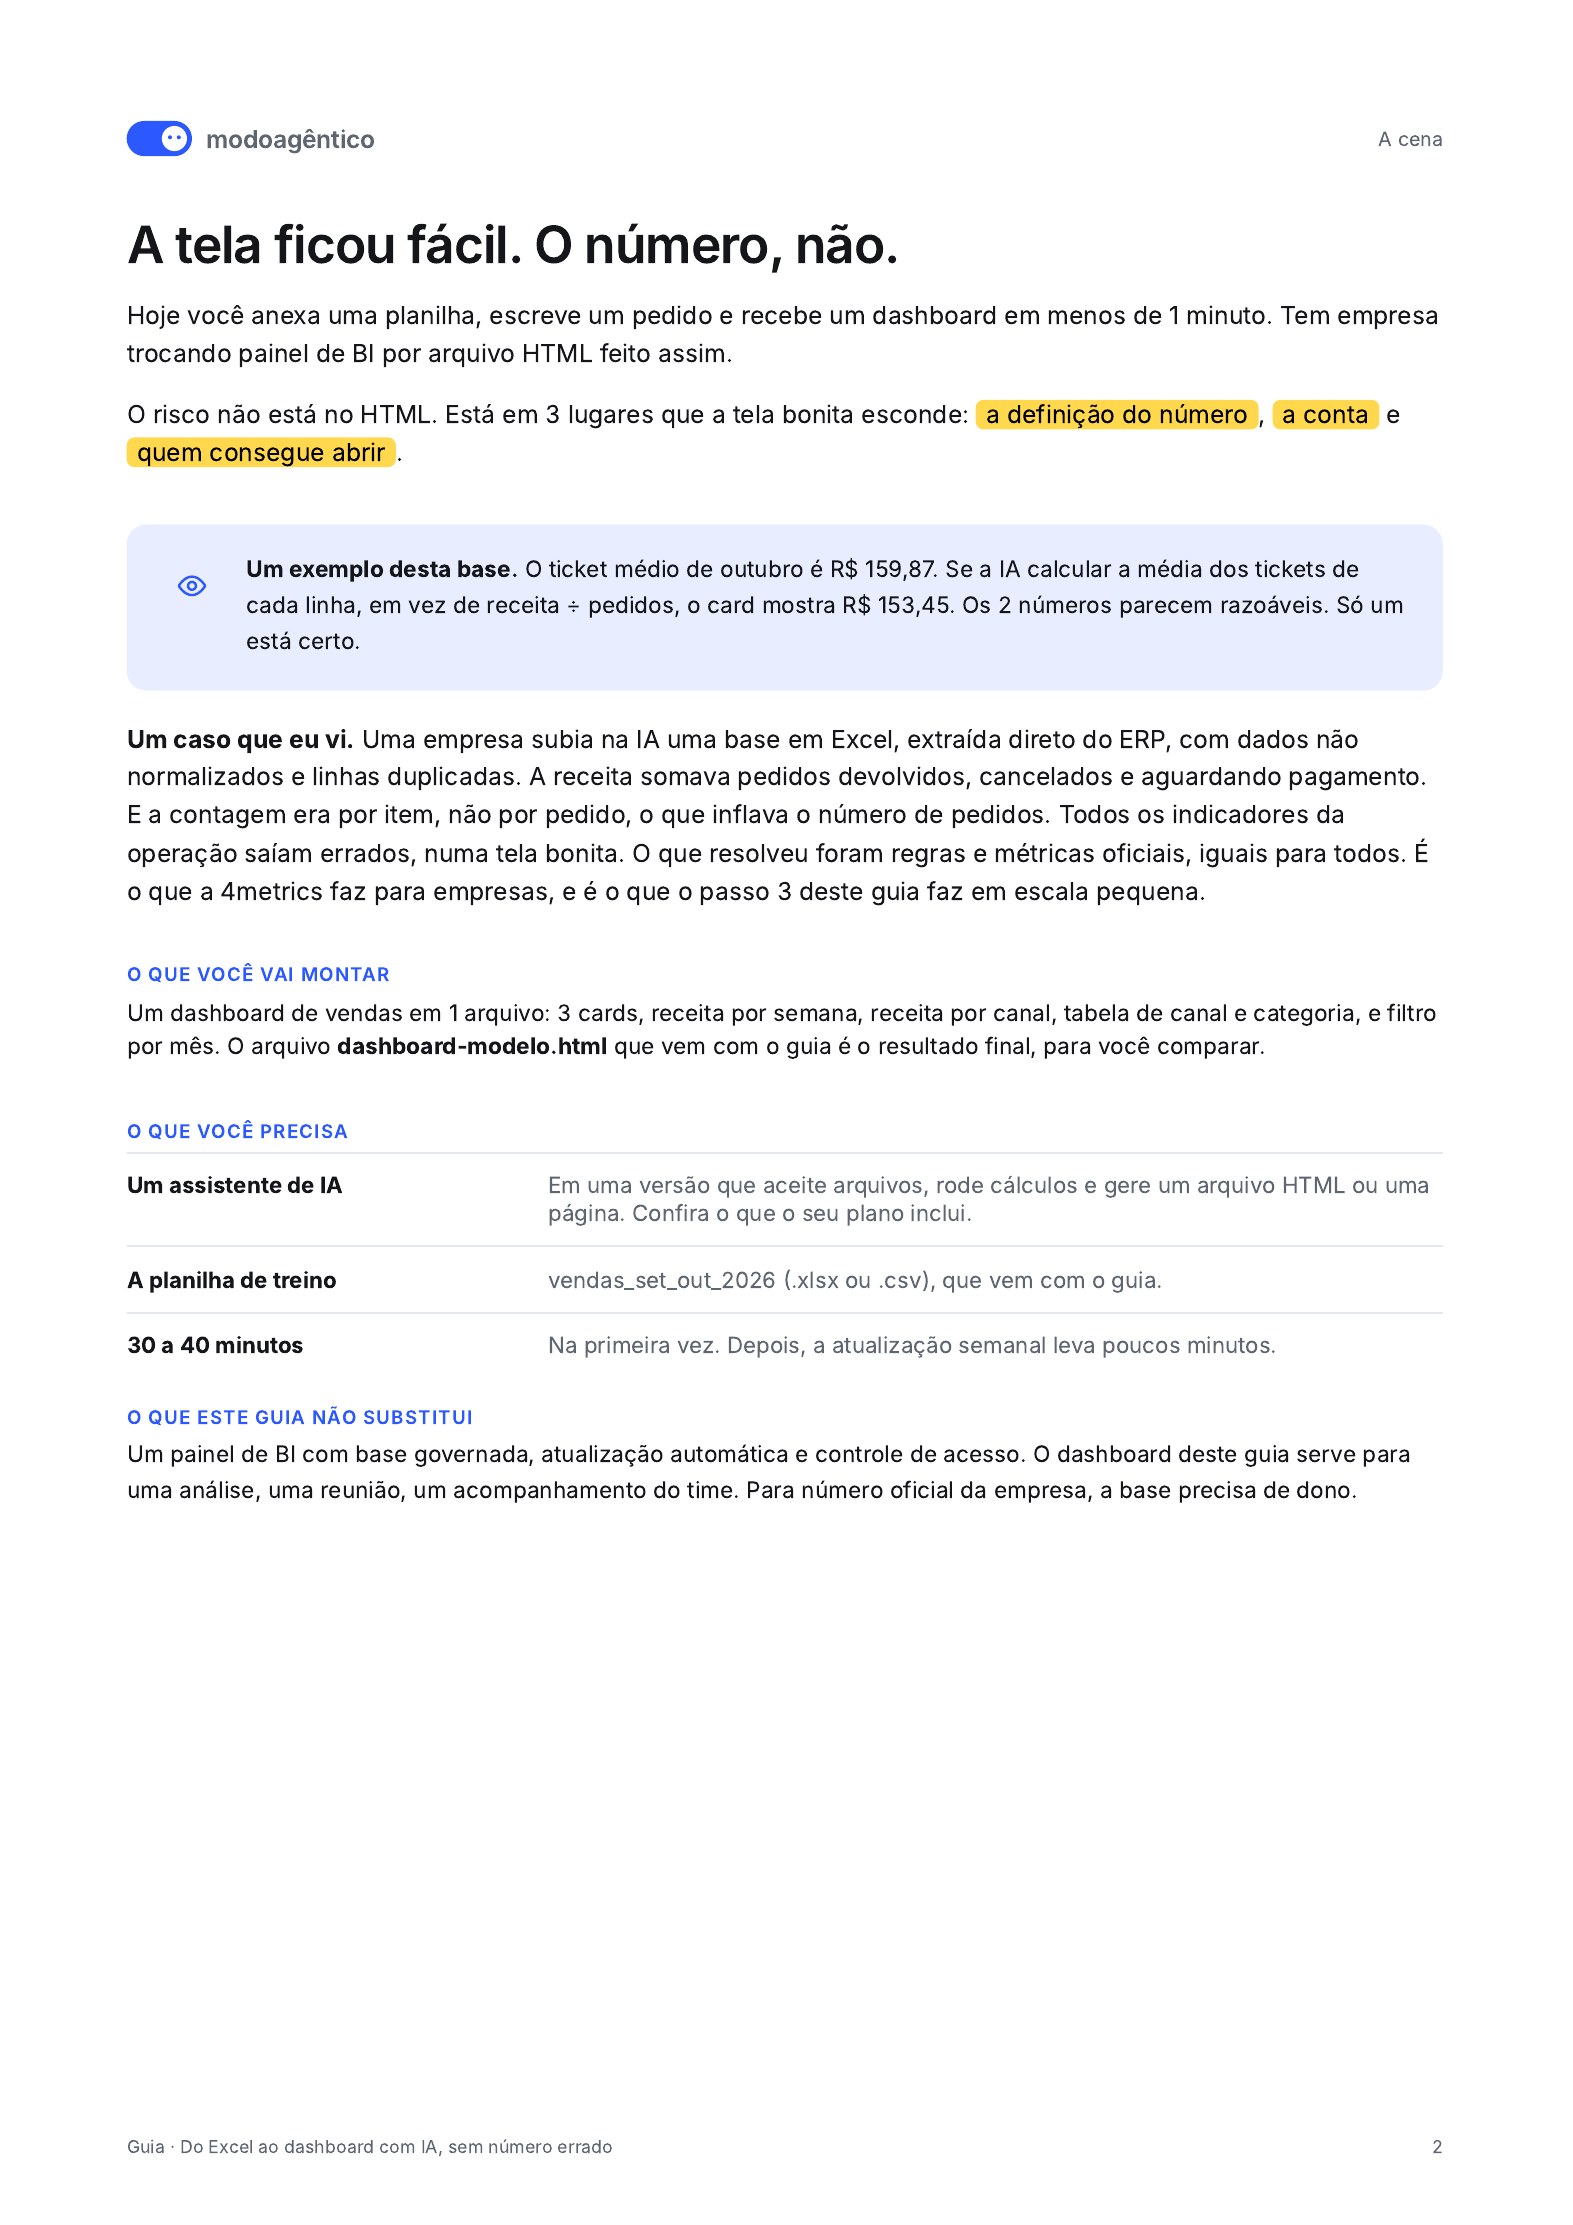 modoagêntico
A cena
A tela ficou fácil. O número, não.
Hoje você anexa uma planilha, escreve um pedido e recebe um dashboard em menos de 1 minuto. Tem empresa
trocando painel de BI por arquivo HTML feito assim.
O risco não está no HTML. Está em 3 lugares que a tela bonita esconde: a definição do número, a conta e
quem consegue abrir.
Um exemplo desta base. O ticket médio de outubro é R$ 159,87. Se a IA calcular a média dos tickets de
cada linha, em vez de receita ÷ pedidos, o card mostra R$ 153,45. Os 2 números parecem razoáveis. Só um
está certo.
Um caso que eu vi. Uma empresa subia na IA uma base em Excel, extraída direto do ERP, com dados não
normalizados e linhas duplicadas. A receita somava pedidos devolvidos, cancelados e aguardando pagamento.
E a contagem era por item, não por pedido, o que inflava o número de pedidos. Todos os indicadores da
operação saíam errados, numa tela bonita. O que resolveu foram regras e métricas oficiais, iguais para todos. É
o que a 4metrics faz para empresas, e é o que o passo 3 deste guia faz em escala pequena.
O QUE VOCÊ VAI MONTAR
Um dashboard de vendas em 1 arquivo: 3 cards, receita por semana, receita por canal, tabela de canal e categoria, e filtro
por mês. O arquivo dashboard-modelo.html que vem com o guia é o resultado final, para você comparar.
O QUE VOCÊ PRECISA
Um assistente de IA
Em uma versão que aceite arquivos, rode cálculos e gere um arquivo HTML ou uma
página. Confira o que o seu plano inclui.
A planilha de treino
vendas_set_out_2026 (.xlsx ou .csv), que vem com o guia.
30 a 40 minutos
Na primeira vez. Depois, a atualização semanal leva poucos minutos.
O QUE ESTE GUIA NÃO SUBSTITUI
Um painel de BI com base governada, atualização automática e controle de acesso. O dashboard deste guia serve para
uma análise, uma reunião, um acompanhamento do time. Para número oficial da empresa, a base precisa de dono.
Guia · Do Excel ao dashboard com IA, sem número errado
2